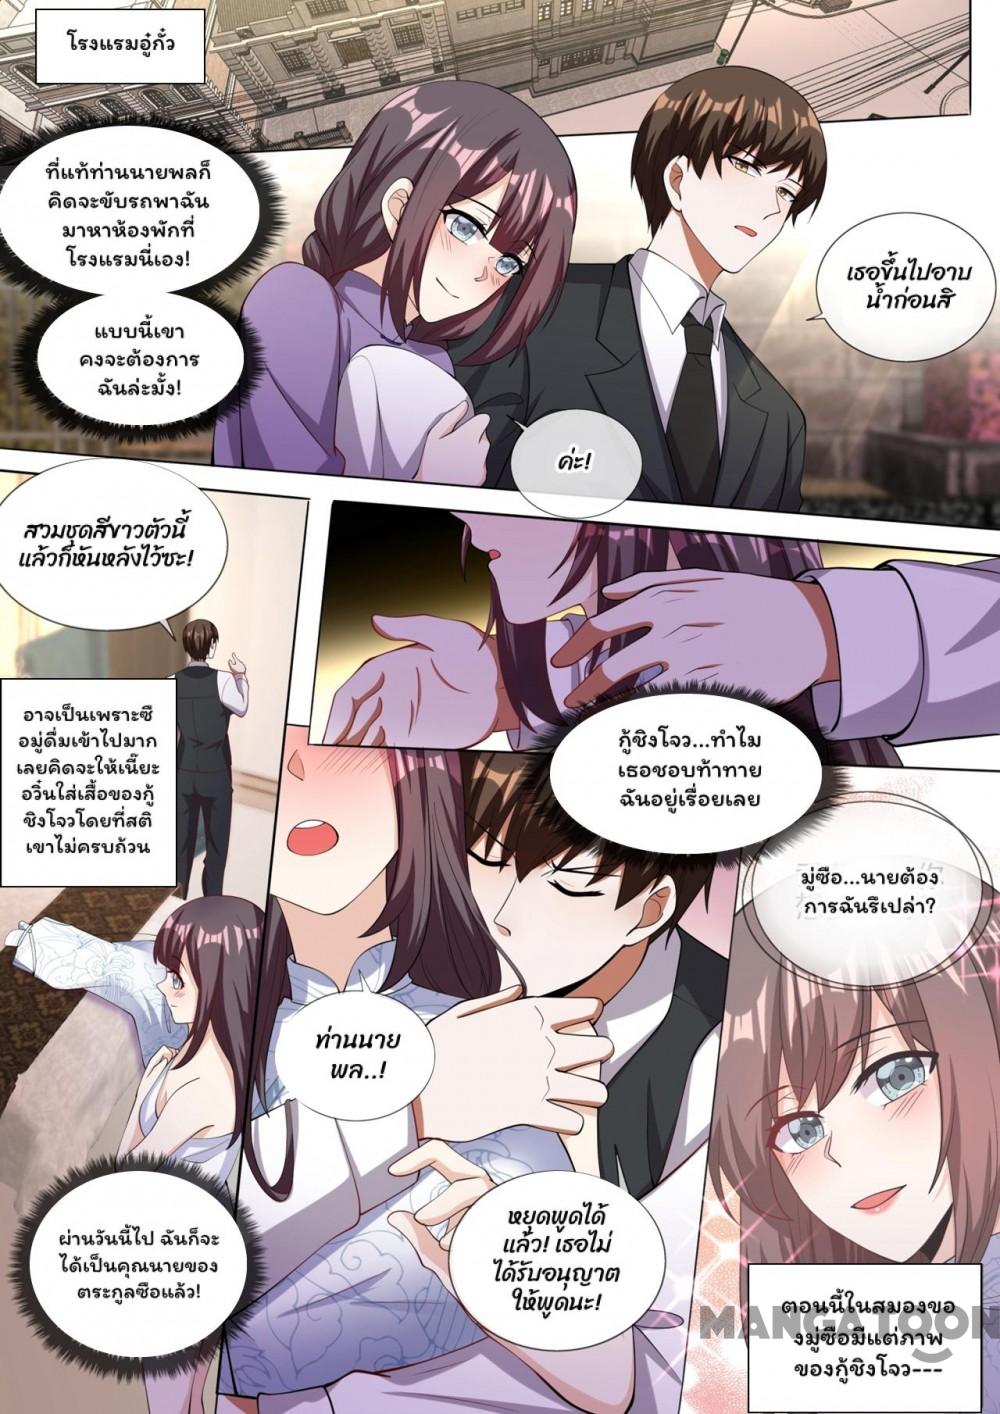 โรงแรมอู๋กั๋ว
ที่แท้ท่านนายพลก็
คิดจะขับรถพาฉัน
มาหาห้องพักที่
โรงแรมนี่เอง!
แบบนี้เขา
คงจะต้องการ
ฉันล่ะมั้ง!
เธอขึ้นไปอาบ
น้ำก่อนสิ
ค่ะ!
สวมชุดสีขาวตัวนี้
แล้วก็หันหลังไว้ซะ!
อาจเป็นเพราะซื
อมู่ดื่มเข้าไปมาก
เลยคิดจะให้เนี๊ยะ
อวิ๋นใส่เสื้อของกู้
ชิงโจวโดยที่สติ
เขาไม่ครบถ้วน
กู้ชิงโจว...ทำไม
เธอชอบท้าทาย
ฉันอยู่เรื่อยเลย
มู่ซือ...นายต้อง
การฉันรึเปล่า?
ท่านนาย
พล..!
ผ่านวันนี้ไป ฉันก็จะ
ได้เป็นคุณนายของ
ตระกูลซือแล้ว!
หยุดพูดได้
แล้ว! เธอไม่
ได้รับอนุญาต
ให้พูดนะ!
ตอนนี้ในสมองขอ
งมู่ซือมีแต่ภาพ
ของกู้ชิงโจว---
MANGATOON